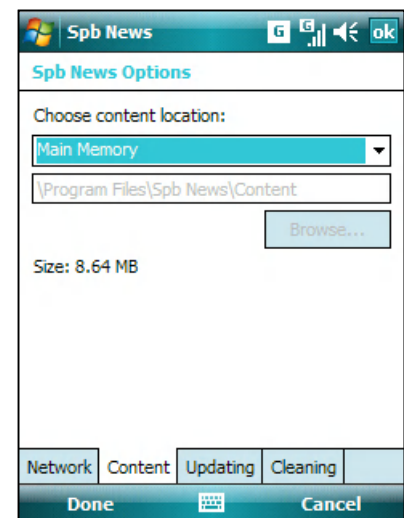 Spb News G G ok
Spb News Options
Choose content location:
Main Memory
\Program Files\Spb News\Content
Browse...
Size: 8.64 MB
Network Content Updating Cleaning
Done Cancel